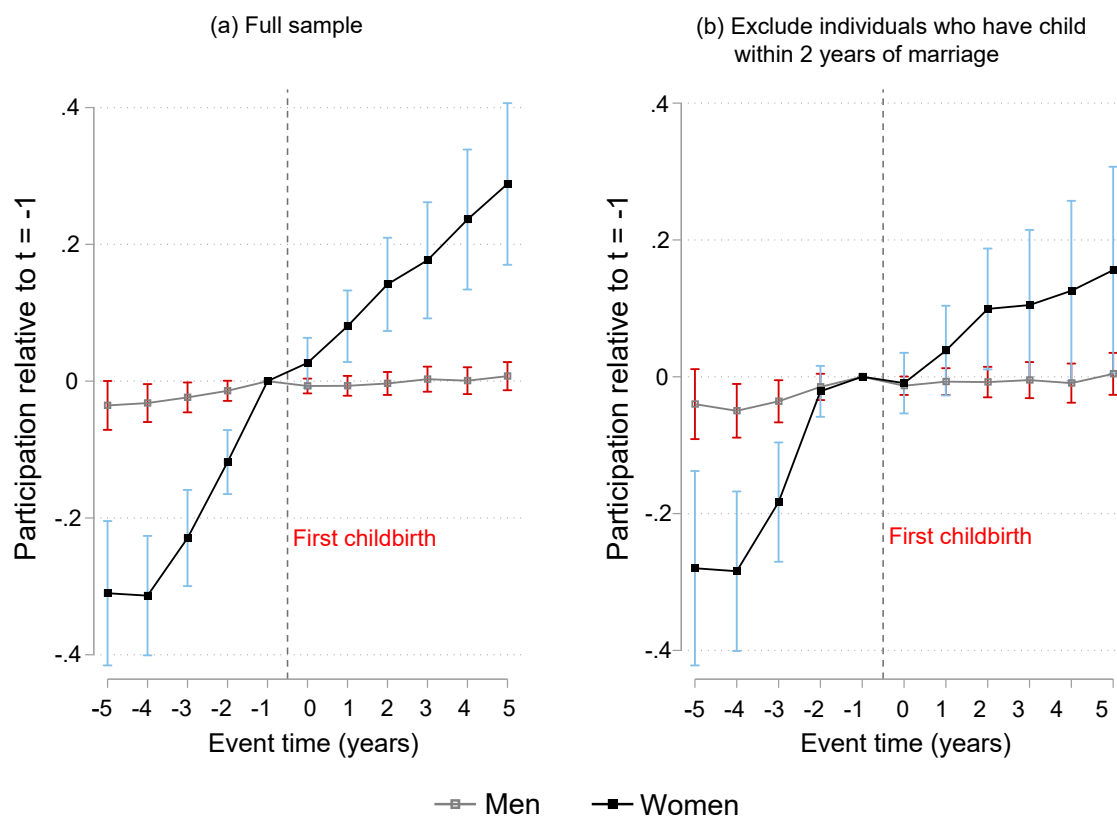 (a) Full sample
.4
.2
0
-.2
-.4
Participation relative to t = -1
First childbirth
-5 -4 -3 -2 -1 0 1 2 3 4 5
Event time (years)
(b) Exclude individuals who have child
within 2 years of marriage
.4
.2
0
-.2
-.4
Participation relative to t = -1
First childbirth
-5 -4 -3 -2 -1 0 1 2 3 4 5
Event time (years)
Men Women